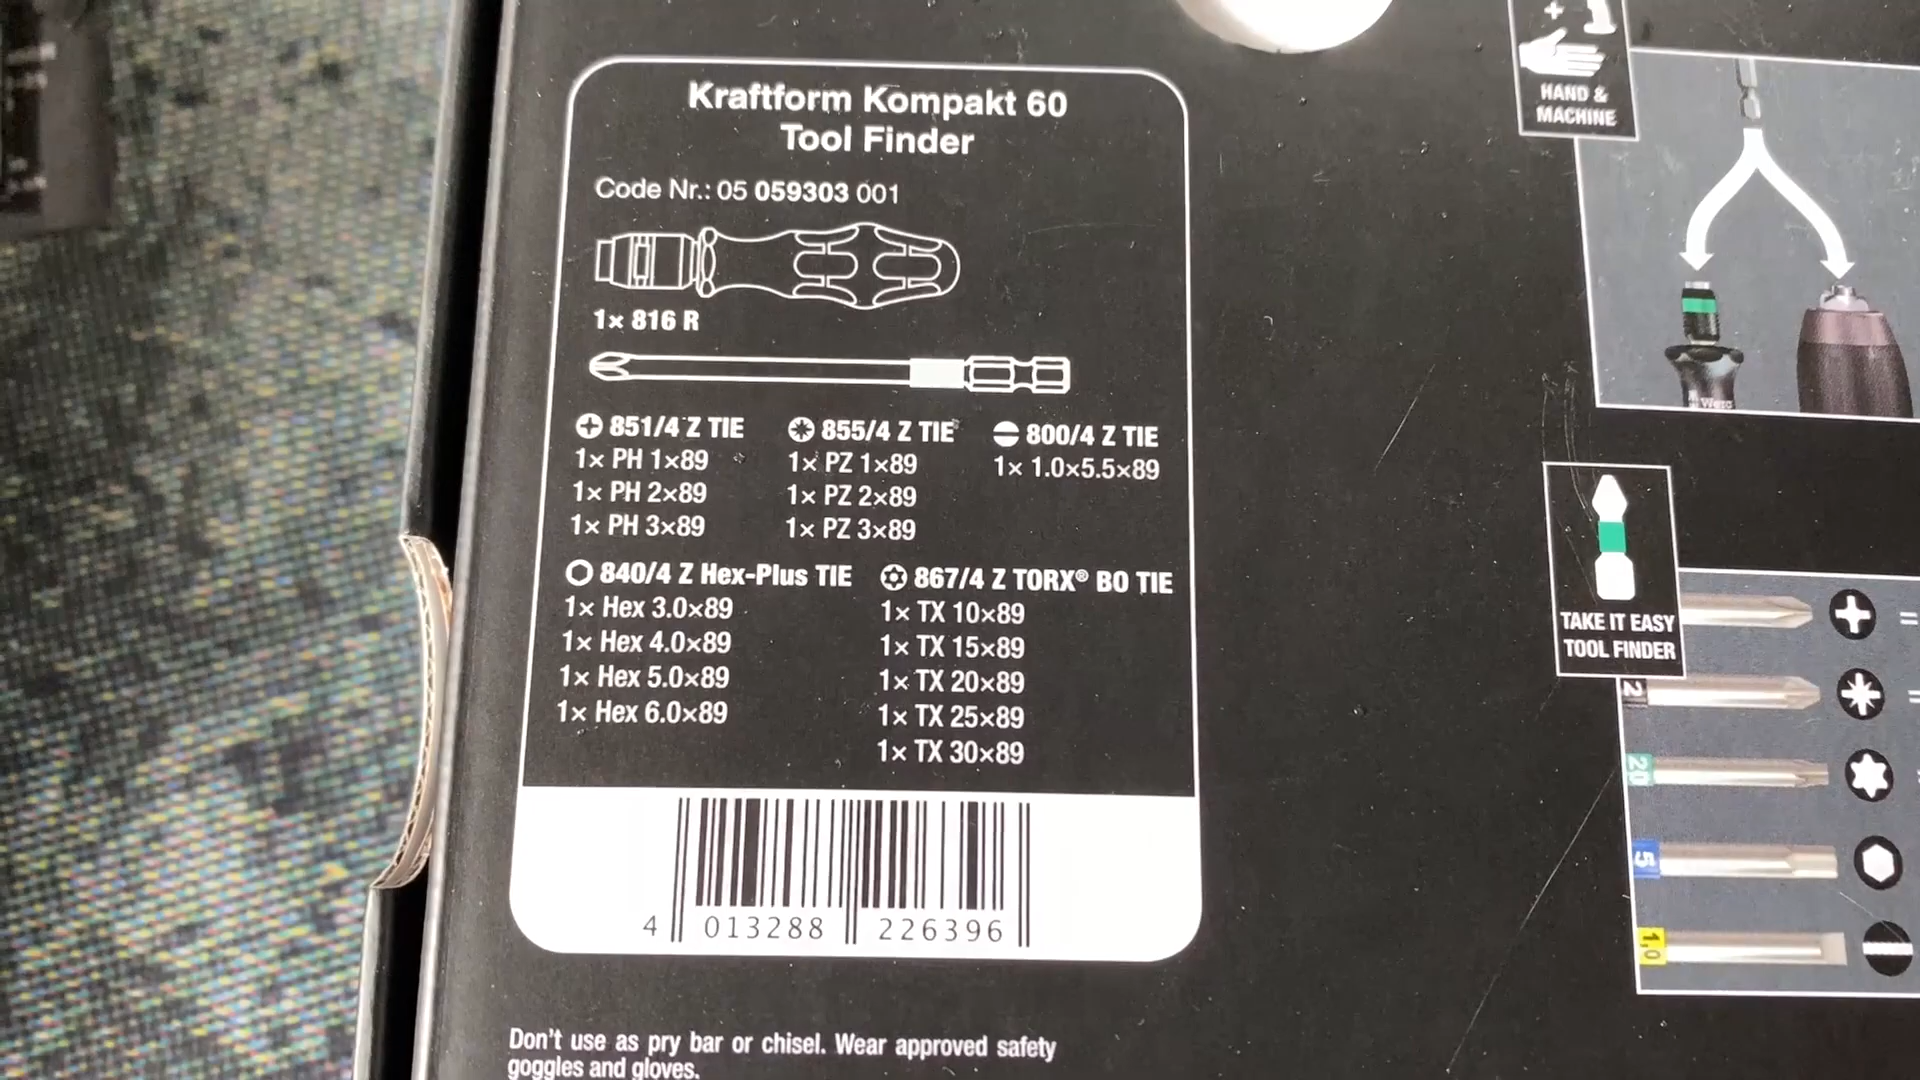 Kraftform Kompakt 60
Tool Finder
Code Nr.: 05 059303 001
1× 816 R
851/4 Z TIE
1× PH 1×89
1× PH 2×89
1× PH 3×89
855/4 Z TIE
1× PZ 1×89
1× PZ 2×89
1× PZ 3×89
800/4 Z TIE
1× 1.0×5.5×89
840/4 Z Hex-Plus TIE
1× Hex 3.0×89
1× Hex 4.0×89
1× Hex 5.0×89
1× Hex 6.0×89
867/4 Z TORX® BO TIE
1× TX 10×89
1× TX 15×89
1× TX 20×89
1× TX 25×89
1× TX 30×89
4 013288 226396
Don't use as pry bar or chisel. Wear approved safety
goggles and gloves.
+
HAND &
MACHINE
Wera
TAKE IT EASY
TOOL FINDER
=
2
=
20
5
1,0